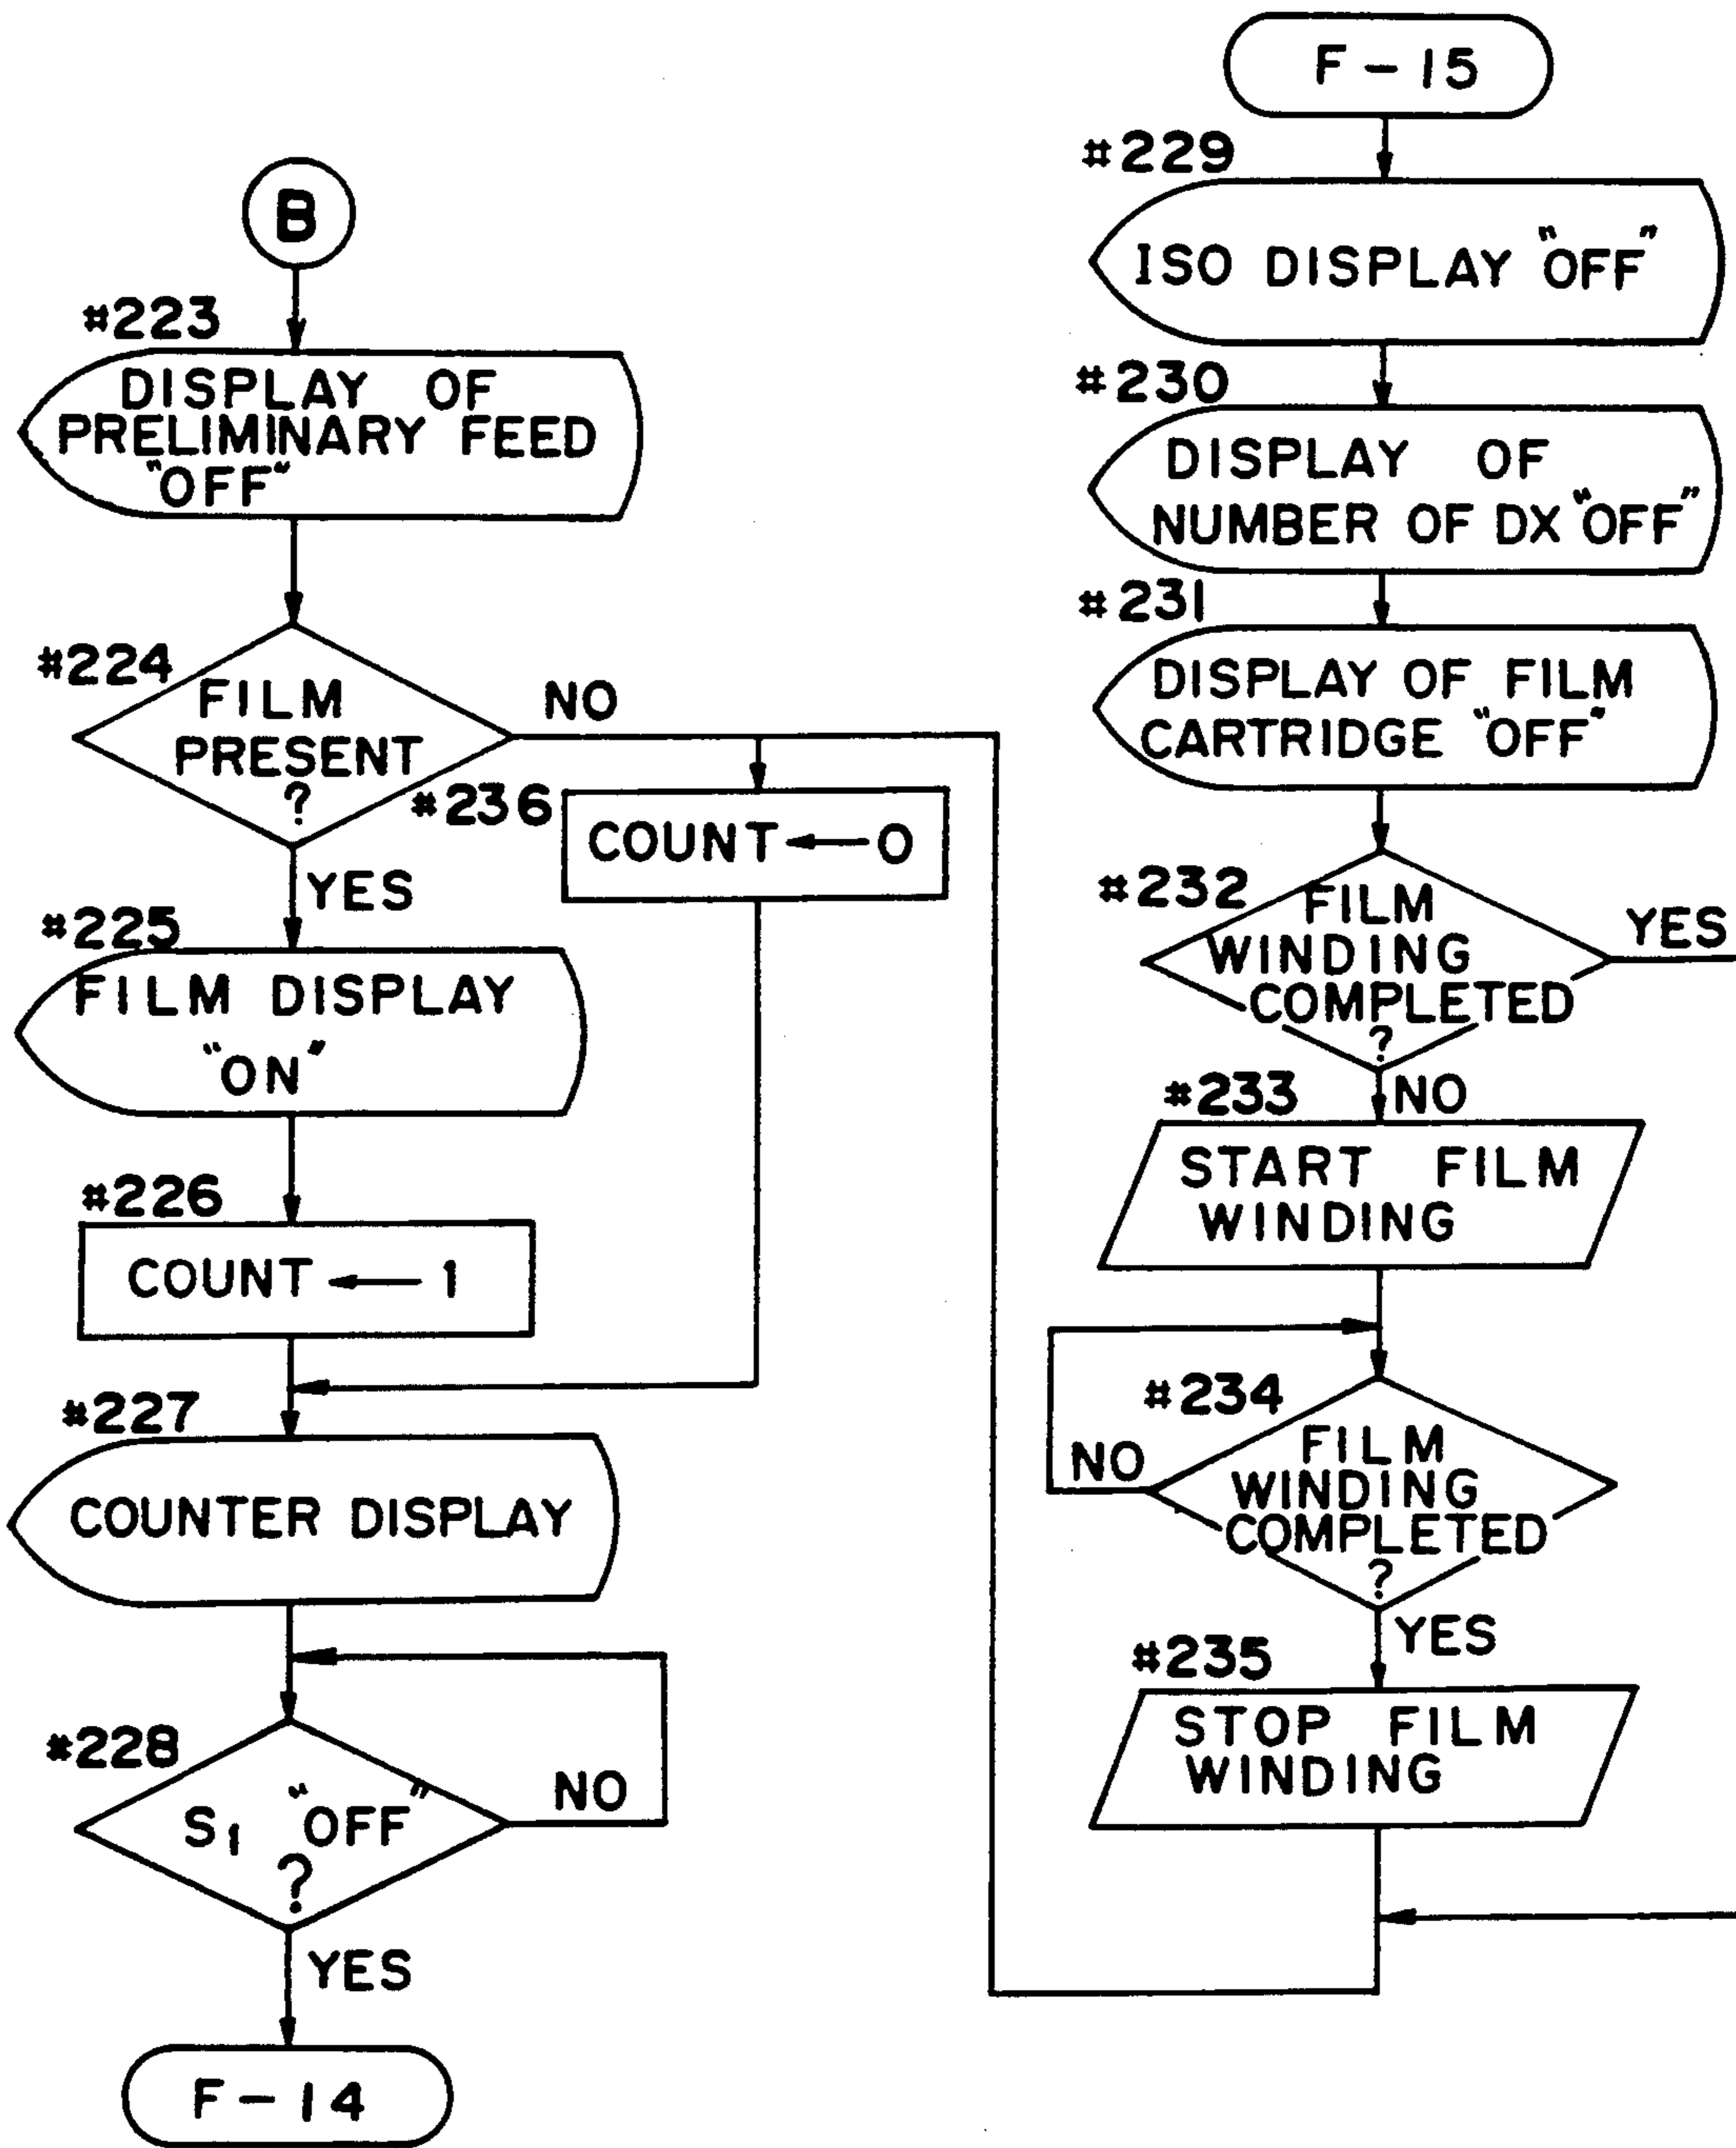 B
#223
DISPLAY OF
PRELIMINARY FEED
"OFF"
#224
FILM
PRESENT
?
NO
YES
#236
COUNT ← 0
#225
FILM DISPLAY
"ON"
#226
COUNT ← 1
#227
COUNTER DISPLAY
#228
S1 "OFF"
?
NO
YES
F-14
F-15
#229
ISO DISPLAY "OFF"
#230
DISPLAY OF
NUMBER OF DX "OFF"
#231
DISPLAY OF FILM
CARTRIDGE "OFF"
#232
FILM
WINDING
COMPLETED
?
YES
NO
#233
START FILM
WINDING
#234
FILM
WINDING
COMPLETED
?
NO
YES
#235
STOP FILM
WINDING